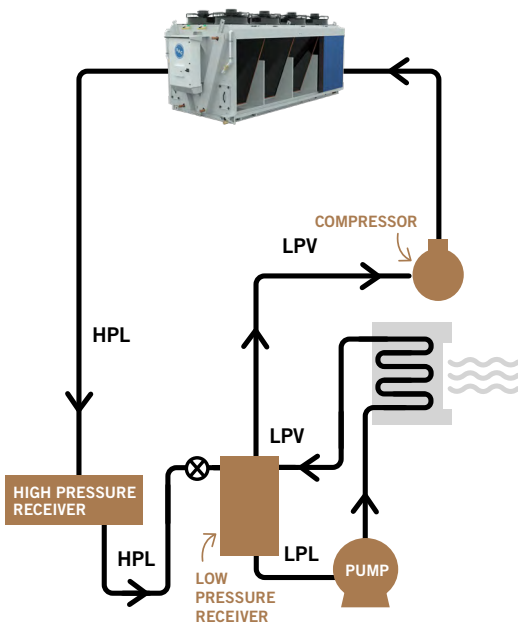 COMPRESSOR
LPV
HPL
LPV
HIGH PRESSURE
RECEIVER
HPL
LPL
PUMP
LOW
PRESSURE
RECEIVER